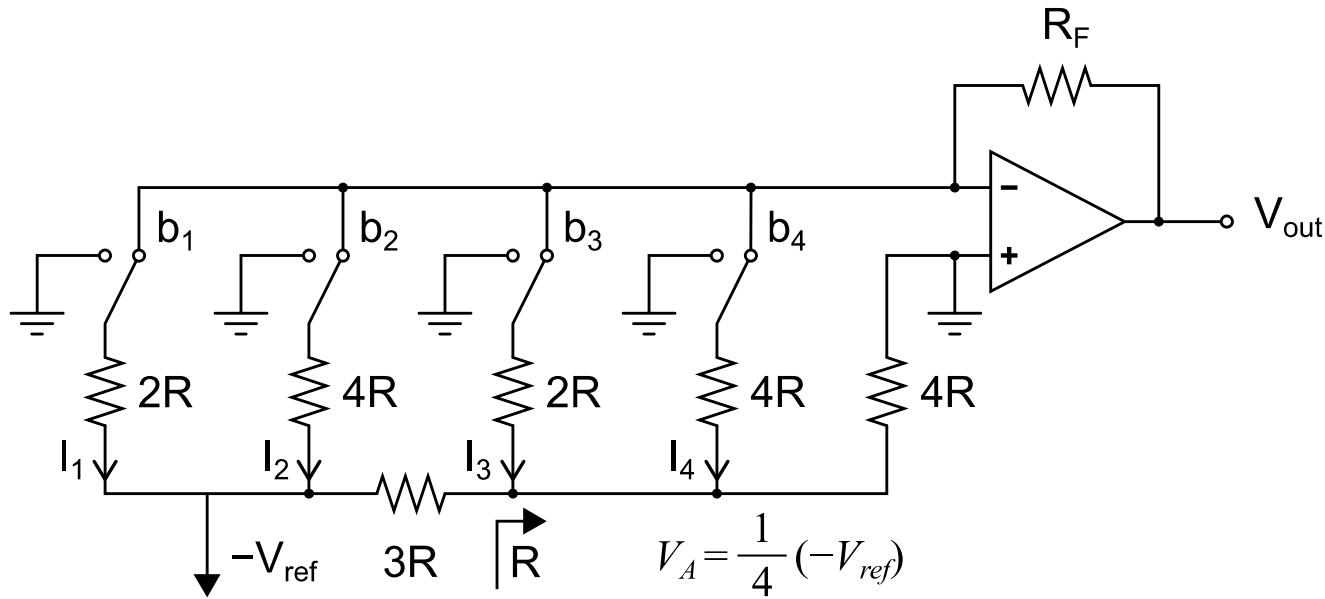 R_F
V_out
b_1 b_2 b_3 b_4
− +
2R 4R 2R 4R 4R
I_1 I_2 I_3 I_4
−V_ref 3R R V_A = 1/4 (−V_ref)